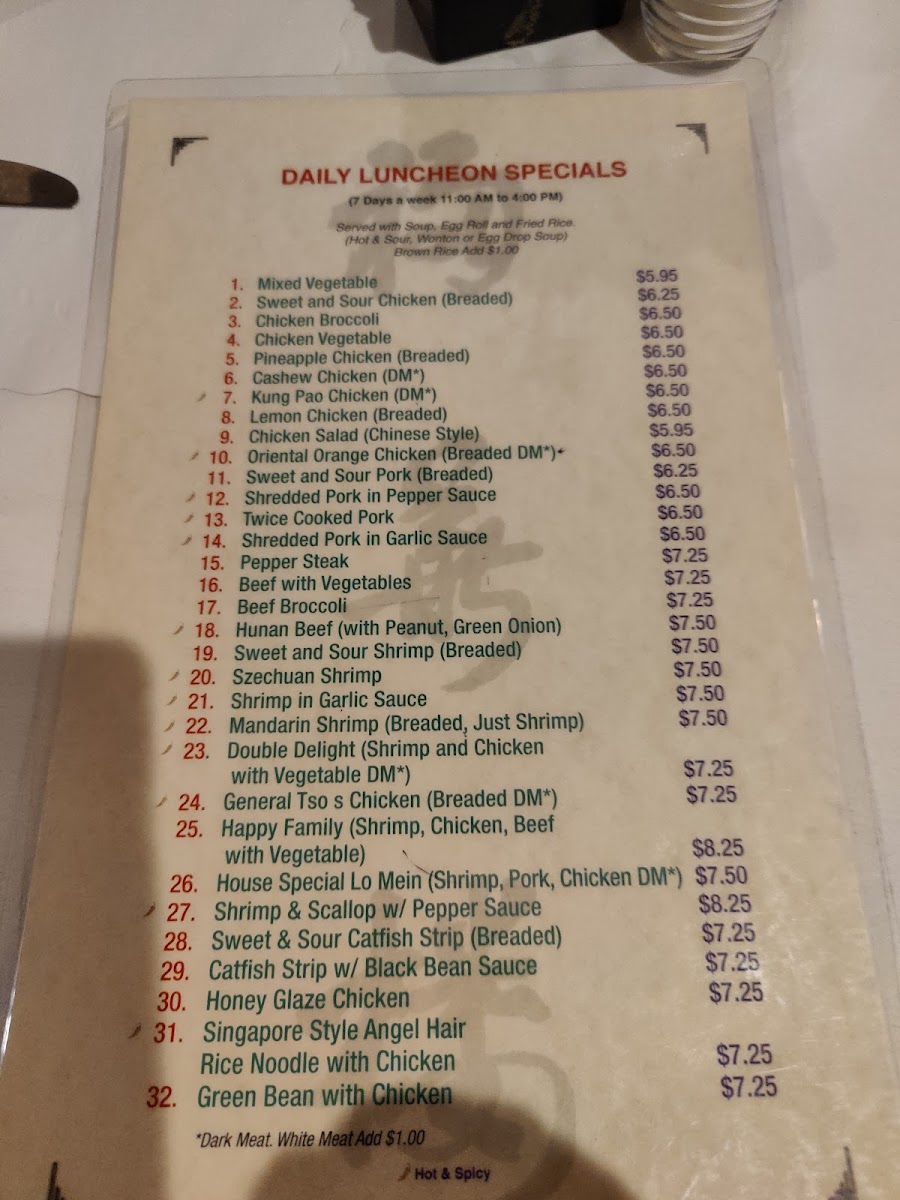 DAILY LUNCHEON SPECIALS
(7 Days a week 11:00 AM to 4:00 PM)
Served with Soup, Egg Roll and Fried Rice.
(Hot & Sour, Wonton or Egg Drop Soup)
Brown Rice Add $1.00
1. Mixed Vegetable $5.95
2. Sweet and Sour Chicken (Breaded) $6.25
3. Chicken Broccoli $6.50
4. Chicken Vegetable $6.50
5. Pineapple Chicken (Breaded) $6.50
6. Cashew Chicken (DM*) $6.50
7. Kung Pao Chicken (DM*) $6.50
8. Lemon Chicken (Breaded) $6.50
9. Chicken Salad (Chinese Style) $5.95
10. Oriental Orange Chicken (Breaded DM*) $6.50
11. Sweet and Sour Pork (Breaded) $6.25
12. Shredded Pork in Pepper Sauce $6.50
13. Twice Cooked Pork $6.50
14. Shredded Pork in Garlic Sauce $6.50
15. Pepper Steak $7.25
16. Beef with Vegetables $7.25
17. Beef Broccoli $7.25
18. Hunan Beef (with Peanut, Green Onion) $7.50
19. Sweet and Sour Shrimp (Breaded) $7.50
20. Szechuan Shrimp $7.50
21. Shrimp in Garlic Sauce $7.50
22. Mandarin Shrimp (Breaded, Just Shrimp) $7.50
23. Double Delight (Shrimp and Chicken
with Vegetable DM*) $7.25
24. General Tso s Chicken (Breaded DM*) $7.25
25. Happy Family (Shrimp, Chicken, Beef
with Vegetable) $8.25
26. House Special Lo Mein (Shrimp, Pork, Chicken DM*) $7.50
27. Shrimp & Scallop w/ Pepper Sauce $8.25
28. Sweet & Sour Catfish Strip (Breaded) $7.25
29. Catfish Strip w/ Black Bean Sauce $7.25
30. Honey Glaze Chicken $7.25
31. Singapore Style Angel Hair
Rice Noodle with Chicken $7.25
32. Green Bean with Chicken $7.25
*Dark Meat. White Meat Add $1.00
Hot & Spicy